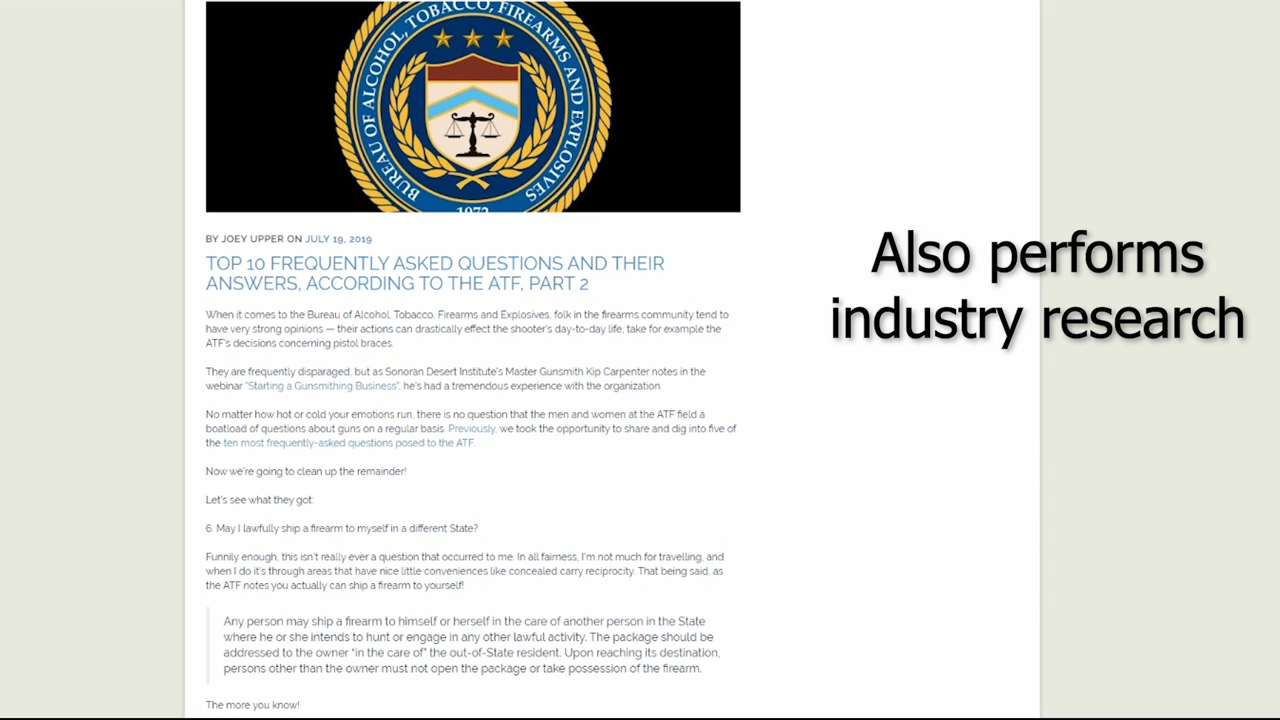 BUREAU OF ALCOHOL, TOBACCO, FIREARMS AND EXPLOSIVES
1972
BY JOEY UPPER ON JULY 19, 2019
TOP 10 FREQUENTLY ASKED QUESTIONS AND THEIR
ANSWERS, ACCORDING TO THE ATF, PART 2
When it comes to the Bureau of Alcohol, Tobacco, Firearms and Explosives, folk in the firearms community tend to
have very strong opinions — their actions can drastically effect the shooter's day-to-day life, take for example the
ATF's decisions concerning pistol braces.
They are frequently disparaged, but as Sonoran Desert Institute's Master Gunsmith Kip Carpenter notes in the
webinar "Starting a Gunsmithing Business", he's had a tremendous experience with the organization.
No matter how hot or cold your emotions run, there is no question that the men and women at the ATF field a
boatload of questions about guns on a regular basis. Previously, we took the opportunity to share and dig into five of
the ten most frequently-asked questions posed to the ATF.
Now we're going to clean up the remainder!
Let's see what they got:
6. May I lawfully ship a firearm to myself in a different State?
Funnily enough, this isn't really ever a question that occurred to me. In all fairness, I'm not much for travelling, and
when I do it's through areas that have nice little conveniences like concealed carry reciprocity. That being said, as
the ATF notes you actually can ship a firearm to yourself!
Any person may ship a firearm to himself or herself in the care of another person in the State
where he or she intends to hunt or engage in any other lawful activity. The package should be
addressed to the owner "in the care of" the out-of-State resident. Upon reaching its destination,
persons other than the owner must not open the package or take possession of the firearm.
The more you know!
Also performs
industry research